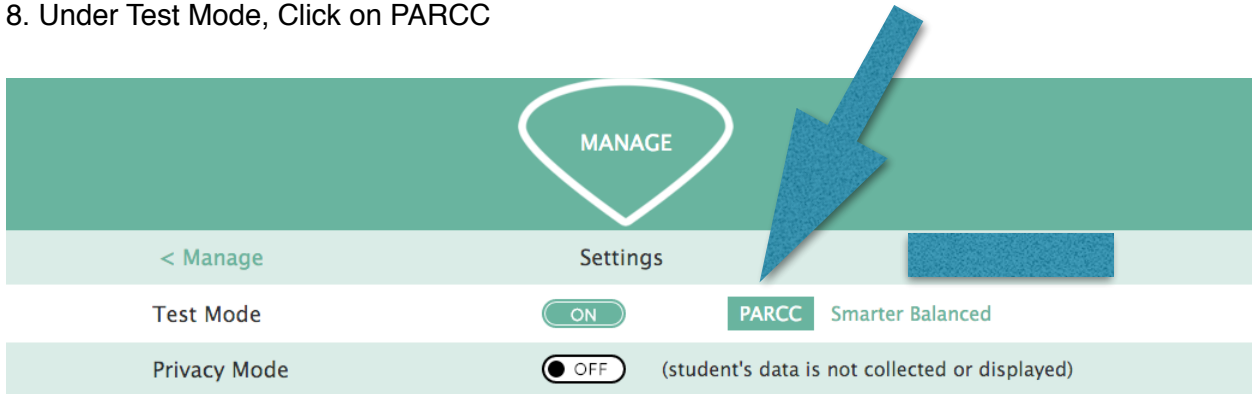 8. Under Test Mode, Click on PARCC
MANAGE
< Manage Settings
Test Mode ON PARCC Smarter Balanced
Privacy Mode OFF (student's data is not collected or displayed)